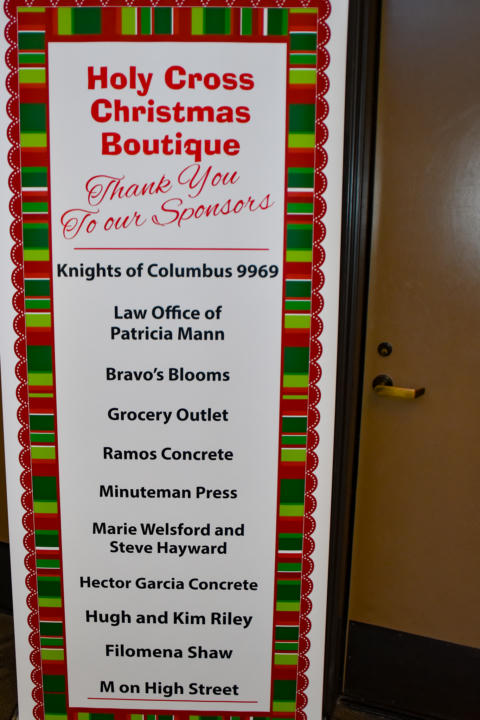 Holy Cross
Christmas
Boutique
Thank You
To our Sponsors
Knights of Columbus 9969
Law Office of
Patricia Mann
Bravo's Blooms
Grocery Outlet
Ramos Concrete
Minuteman Press
Marie Welsford and
Steve Hayward
Hector Garcia Concrete
Hugh and Kim Riley
Filomena Shaw
M on High Street